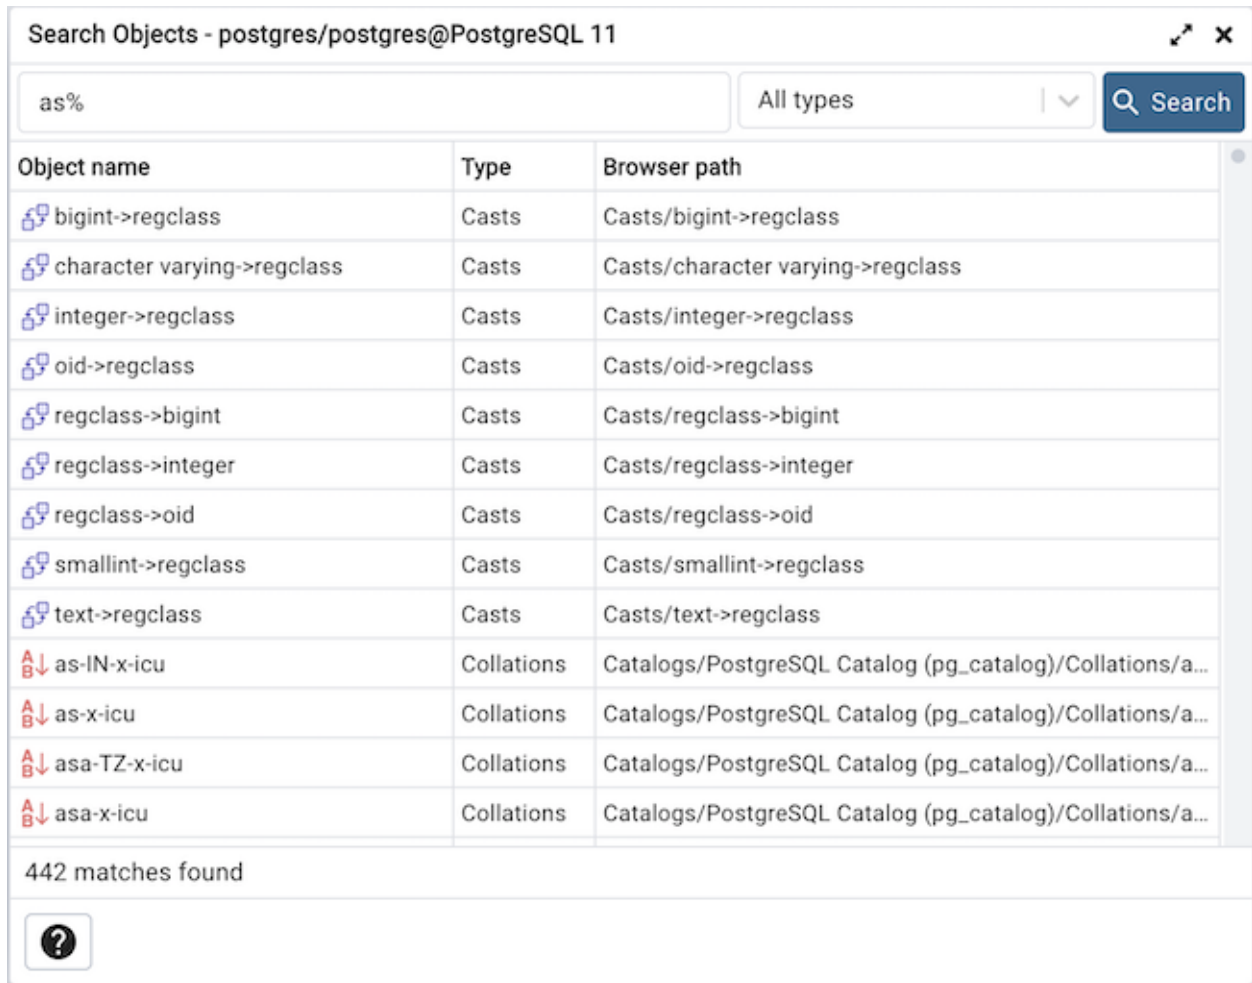 Search Objects - postgres/postgres@PostgreSQL 11
as% All types Search
Object name Type Browser path
bigint->regclass Casts Casts/bigint->regclass
character varying->regclass Casts Casts/character varying->regclass
integer->regclass Casts Casts/integer->regclass
oid->regclass Casts Casts/oid->regclass
regclass->bigint Casts Casts/regclass->bigint
regclass->integer Casts Casts/regclass->integer
regclass->oid Casts Casts/regclass->oid
smallint->regclass Casts Casts/smallint->regclass
text->regclass Casts Casts/text->regclass
as-IN-x-icu Collations Catalogs/PostgreSQL Catalog (pg_catalog)/Collations/a...
as-x-icu Collations Catalogs/PostgreSQL Catalog (pg_catalog)/Collations/a...
asa-TZ-x-icu Collations Catalogs/PostgreSQL Catalog (pg_catalog)/Collations/a...
asa-x-icu Collations Catalogs/PostgreSQL Catalog (pg_catalog)/Collations/a...
442 matches found